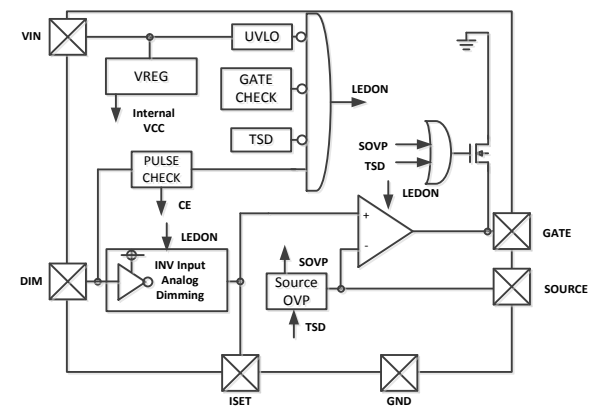 VIN
UVLO
VREG
GATE
CHECK
LEDON
Internal
VCC
TSD
SOVP
TSD
PULSE
CHECK
CE
LEDON
LEDON
+
-
GATE
INV Input
Analog
Dimming
DIM
SOVP
Source
OVP
SOURCE
TSD
ISET
GND